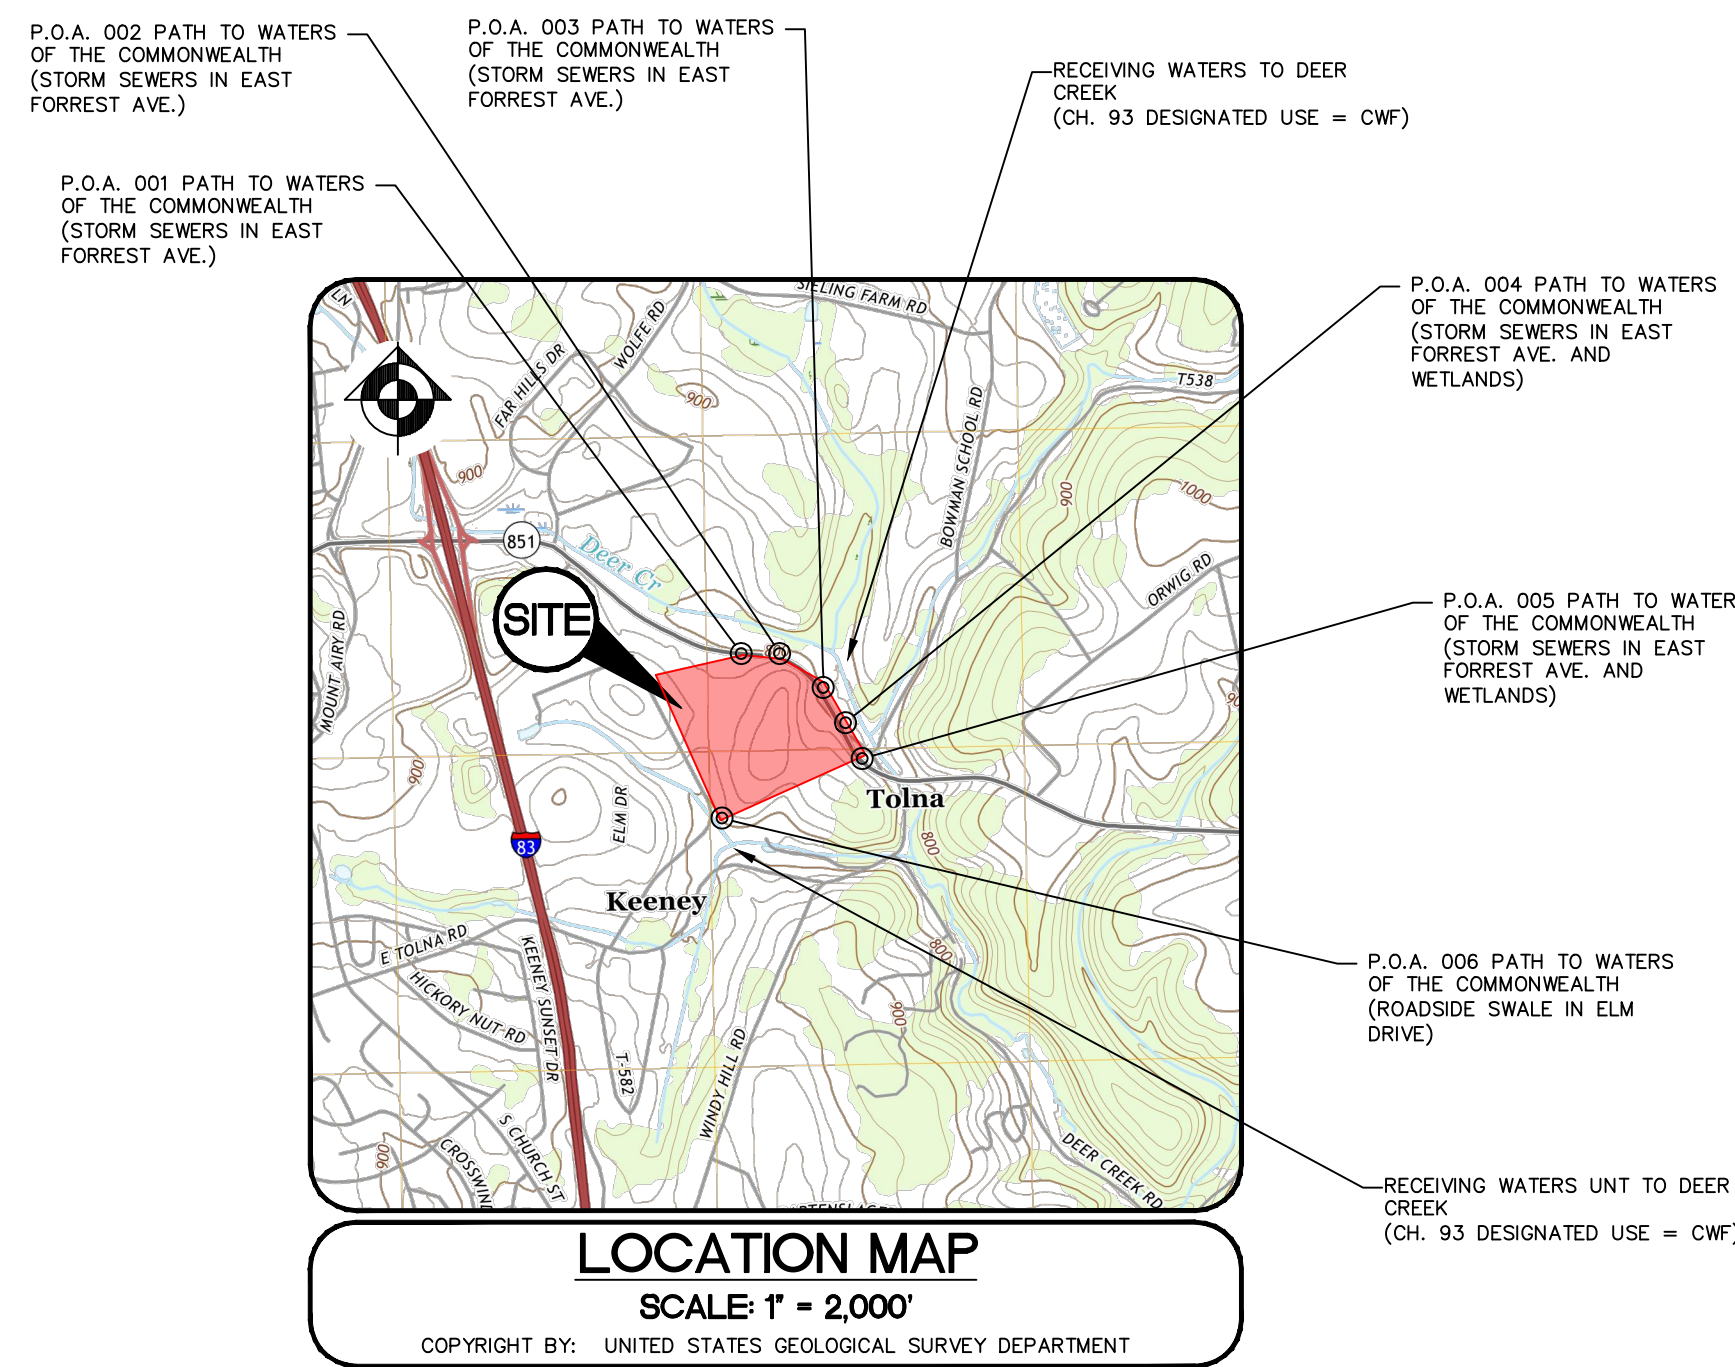 P.O.A. 002 PATH TO WATERS
OF THE COMMONWEALTH
(STORM SEWERS IN EAST
FORREST AVE.)
P.O.A. 003 PATH TO WATERS
OF THE COMMONWEALTH
(STORM SEWERS IN EAST
FORREST AVE.)
RECEIVING WATERS TO DEER
CREEK
(CH. 93 DESIGNATED USE = CWF)
P.O.A. 001 PATH TO WATERS
OF THE COMMONWEALTH
(STORM SEWERS IN EAST
FORREST AVE.)
P.O.A. 004 PATH TO WATERS
OF THE COMMONWEALTH
(STORM SEWERS IN EAST
FORREST AVE. AND
WETLANDS)
P.O.A. 005 PATH TO WATER
OF THE COMMONWEALTH
(STORM SEWERS IN EAST
FORREST AVE. AND
WETLANDS)
P.O.A. 006 PATH TO WATERS
OF THE COMMONWEALTH
(ROADSIDE SWALE IN ELM
DRIVE)
RECEIVING WATERS UNT TO DEER
CREEK
(CH. 93 DESIGNATED USE = CWF)
LN
SIELING FARM RD
WOLFE RD
FAR HILLS DR
T538
900
BOWMAN SCHOOL RD
900
900
1000
851
Deer Cr
ORWIG RD
SITE
MOUNT AIRY RD
800
90
900
ELM DR
Tolna
83
800
Keeney
E TOLNA RD
KEENEY SUNSET DR
800
HICKORY NUT RD
900
T-582
WINDY HILL RD
S CHURCH ST
CROSSWIND
900
DEER CREEK RD
LOCATION MAP
SCALE: 1" = 2,000'
COPYRIGHT BY: UNITED STATES GEOLOGICAL SURVEY DEPARTMENT